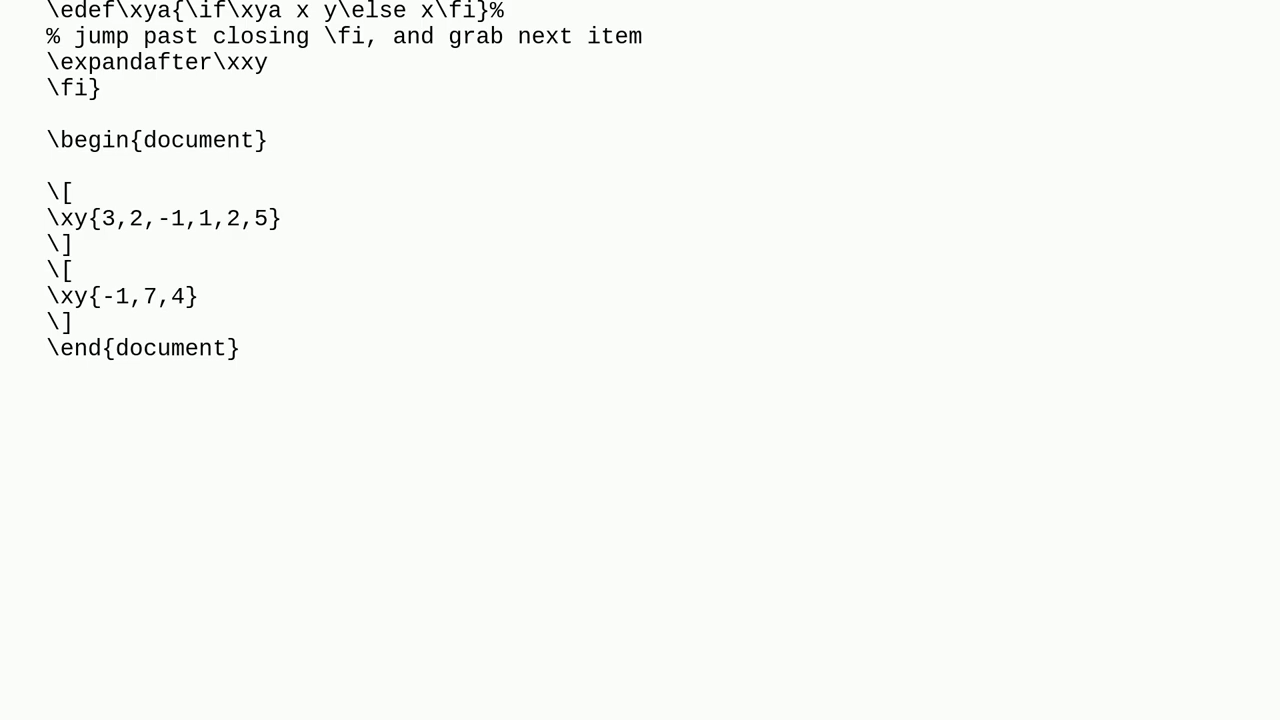 \edef\xya{\if\xya x y\else x\fi}%
% jump past closing \fi, and grab next item
\expandafter\xxy
\fi}
\begin{document}
\[
\xy{3,2,-1,1,2,5}
\]
\[
\xy{-1,7,4}
\]
\end{document}